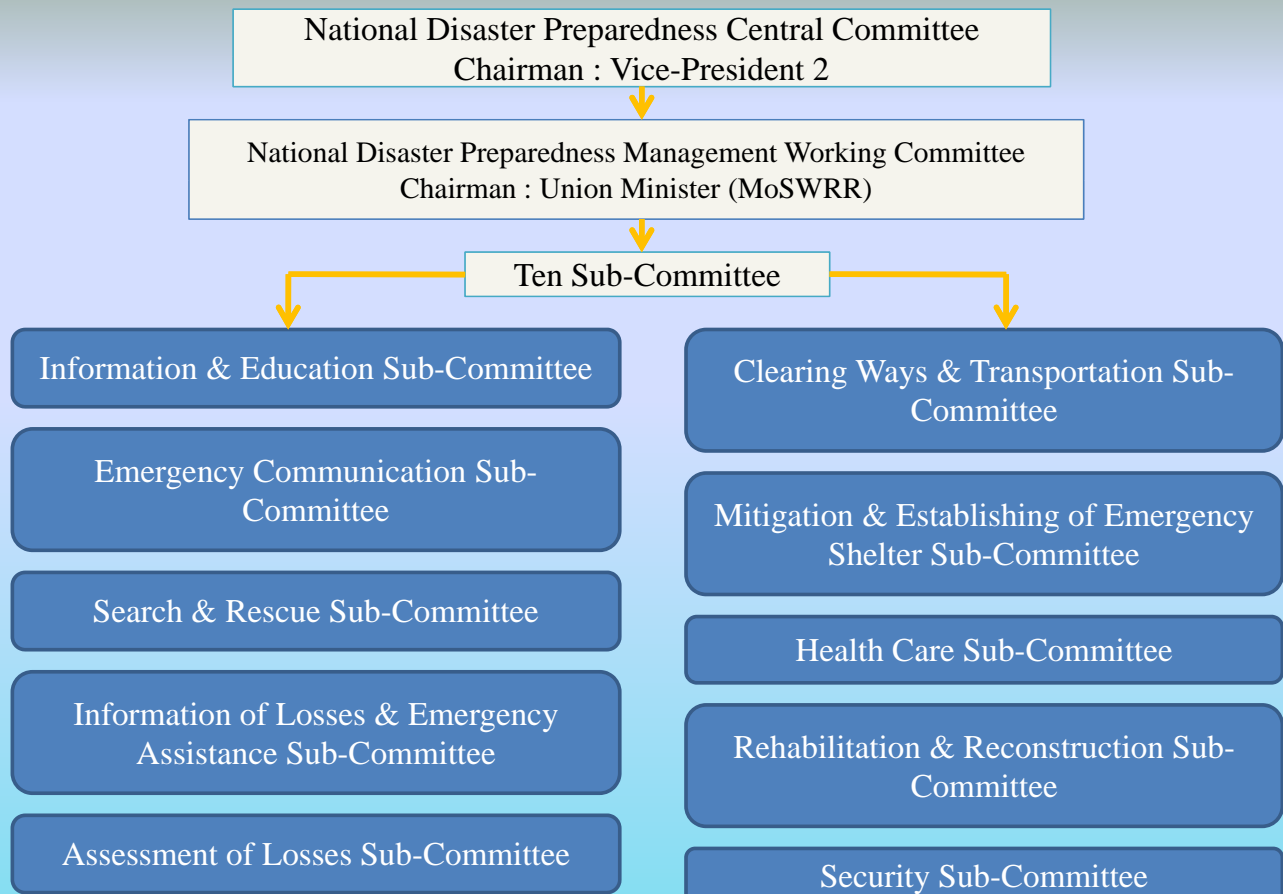 National Disaster Preparedness Central Committee
Chairman : Vice-President 2
National Disaster Preparedness Management Working Committee
Chairman : Union Minister (MoSWRR)
Ten Sub-Committee
Information & Education Sub-Committee
Emergency Communication Sub-
Committee
Search & Rescue Sub-Committee
Information of Losses & Emergency
Assistance Sub-Committee
Assessment of Losses Sub-Committee
Clearing Ways & Transportation Sub-
Committee
Mitigation & Establishing of Emergency
Shelter Sub-Committee
Health Care Sub-Committee
Rehabilitation & Reconstruction Sub-
Committee
Security Sub-Committee